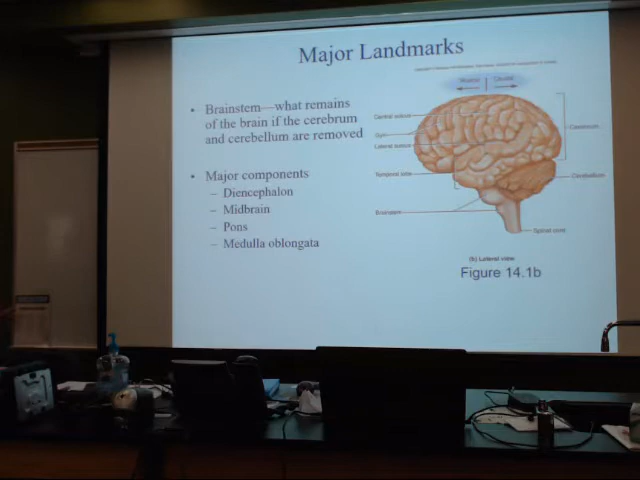 Major Landmarks
Rostral Caudal
• Brainstem—what remains
of the brain if the cerebrum
and cerebellum are removed
• Major components
– Diencephalon
– Midbrain
– Pons
– Medulla oblongata
Central sulcus
Gyri
Lateral sulcus
Temporal lobe
Brainstem
Cerebrum
Cerebellum
Spinal cord
(b) Lateral view
Figure 14.1b